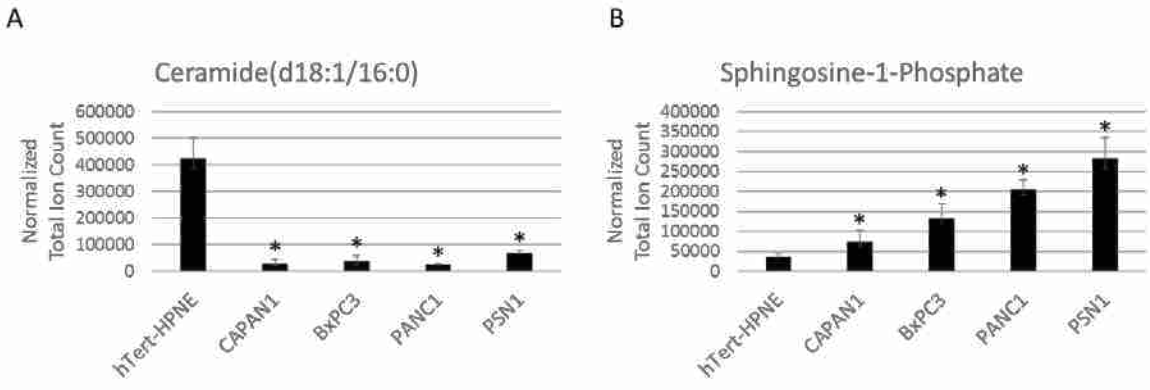 A
Ceramide(d18:1/16:0)
Normalized
Total Ion Count
600000
500000
400000
300000
200000
100000
0
*
*
*
*
hTert-HPNE
CAPAN1
BxPC3
PANC1
PSN1
B
Sphingosine-1-Phosphate
Normalized
Total Ion Count
400000
350000
300000
250000
200000
150000
100000
50000
0
*
*
*
*
hTert-HPNE
CAPAN1
BxPC3
PANC1
PSN1